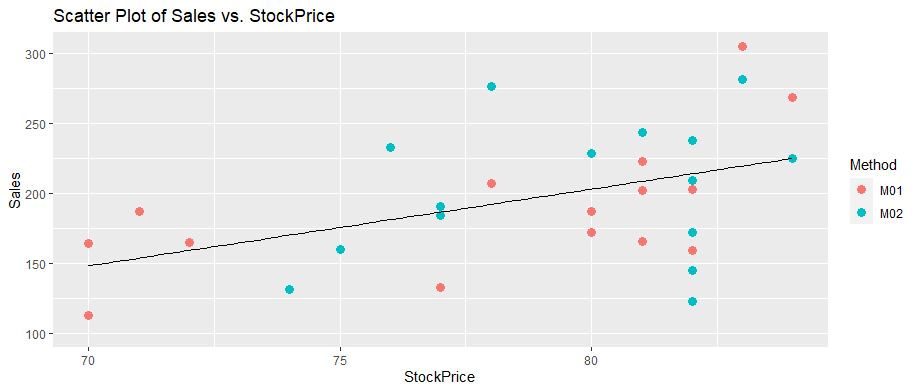 Scatter Plot of Sales vs. StockPrice
300
250
200
150
100
Sales
70
75
80
StockPrice
Method
M01
M02